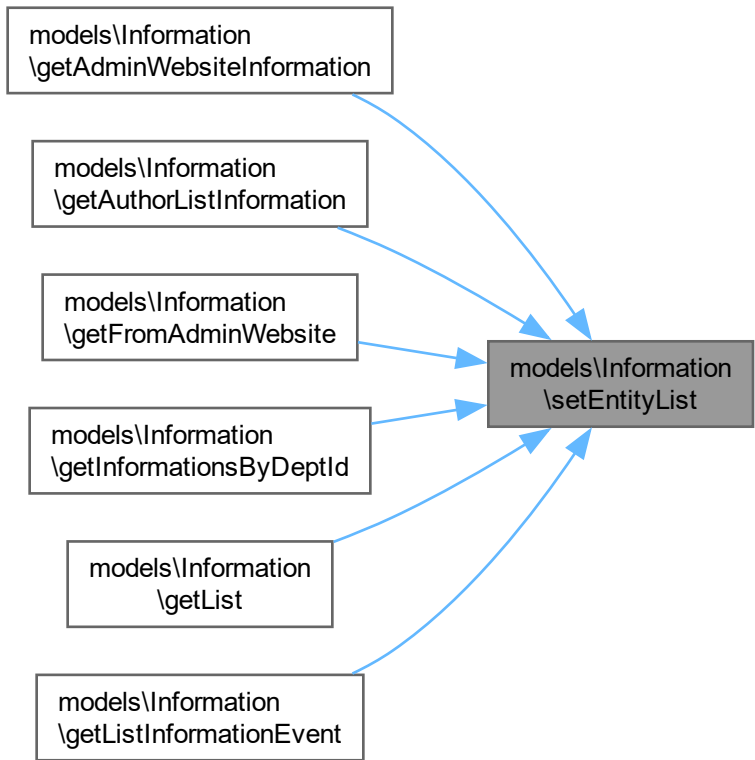 models\Information
\getAdminWebsiteInformation
models\Information
\getAuthorListInformation
models\Information
\getFromAdminWebsite
models\Information
\setEntityList
models\Information
\getInformationsByDeptId
models\Information
\getList
models\Information
\getListInformationEvent